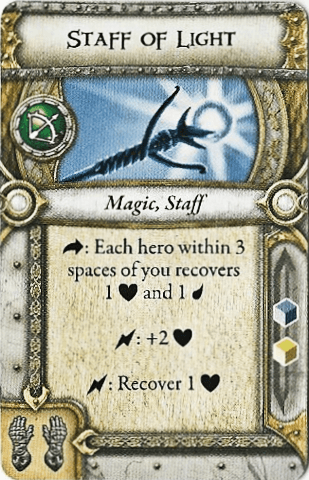 STAFF OF LIGHT
Magic, Staff
: Each hero within 3
spaces of you recovers
1 and 1
: +2
: Recover 1